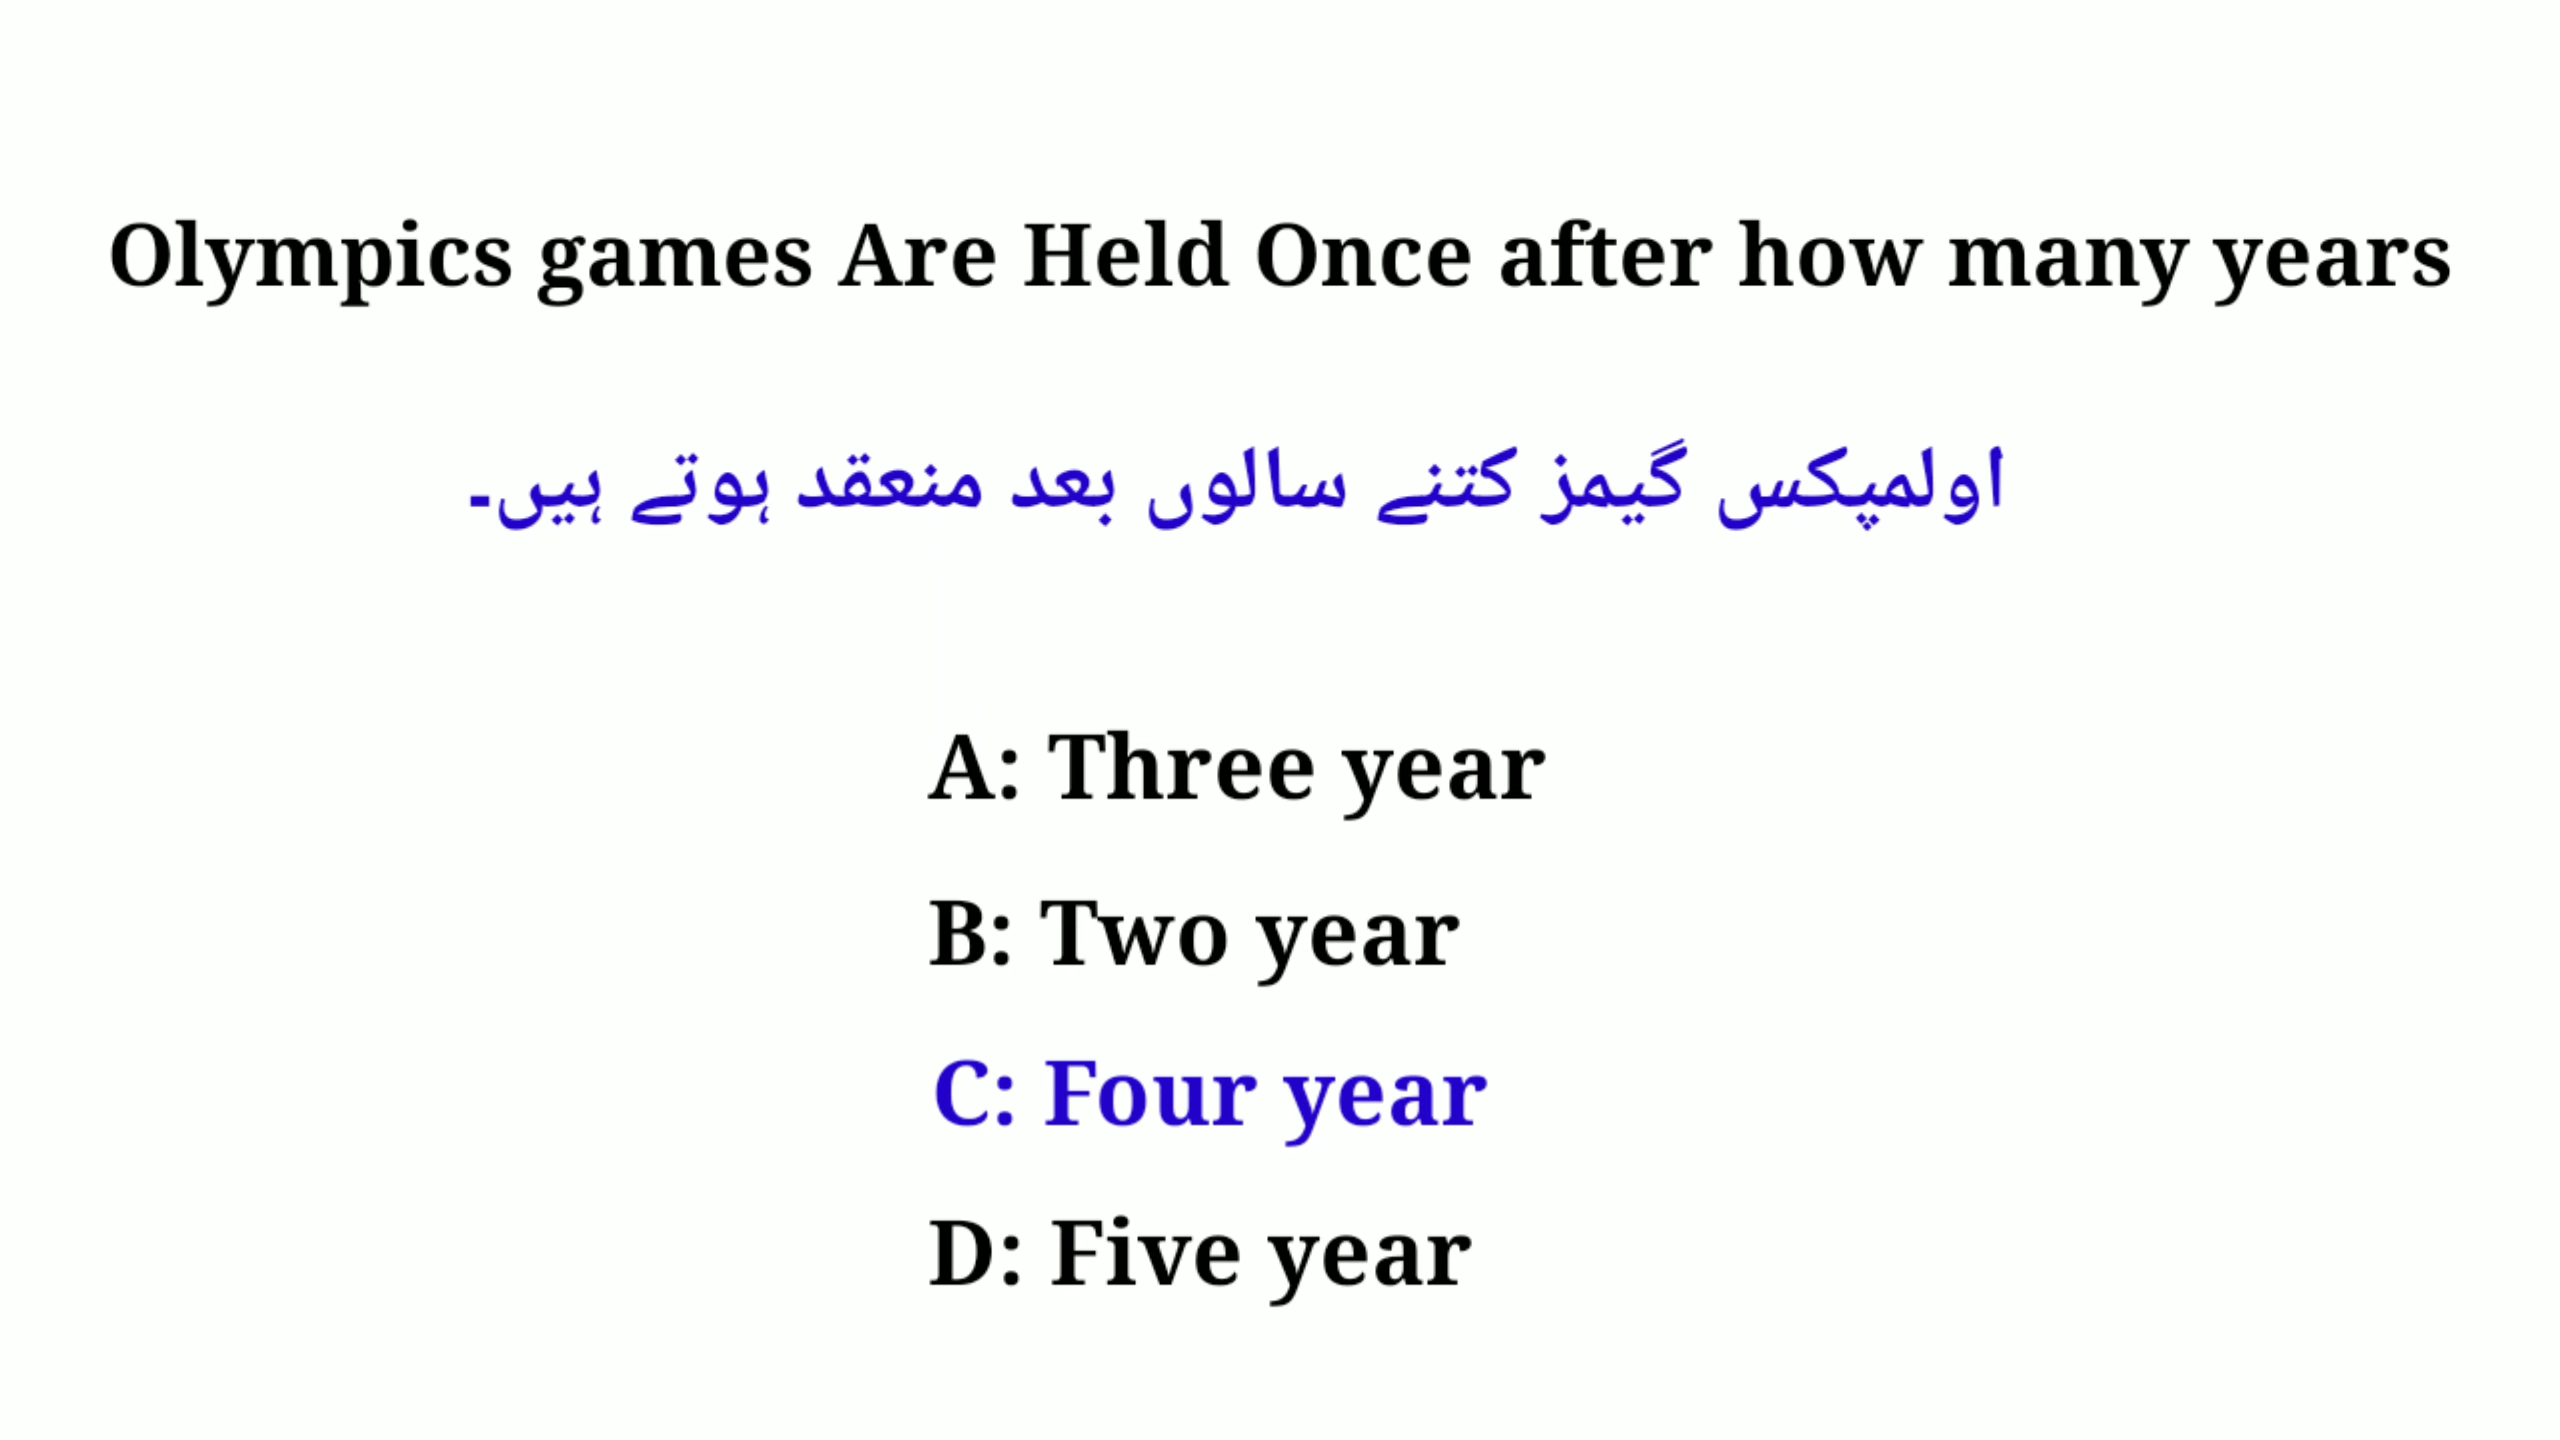 Olympics games Are Held Once after how many years
اولمپکس گیمز کتنے سالوں بعد منعقد ہوتے ہیں۔
A: Three year
B: Two year
C: Four year
D: Five year